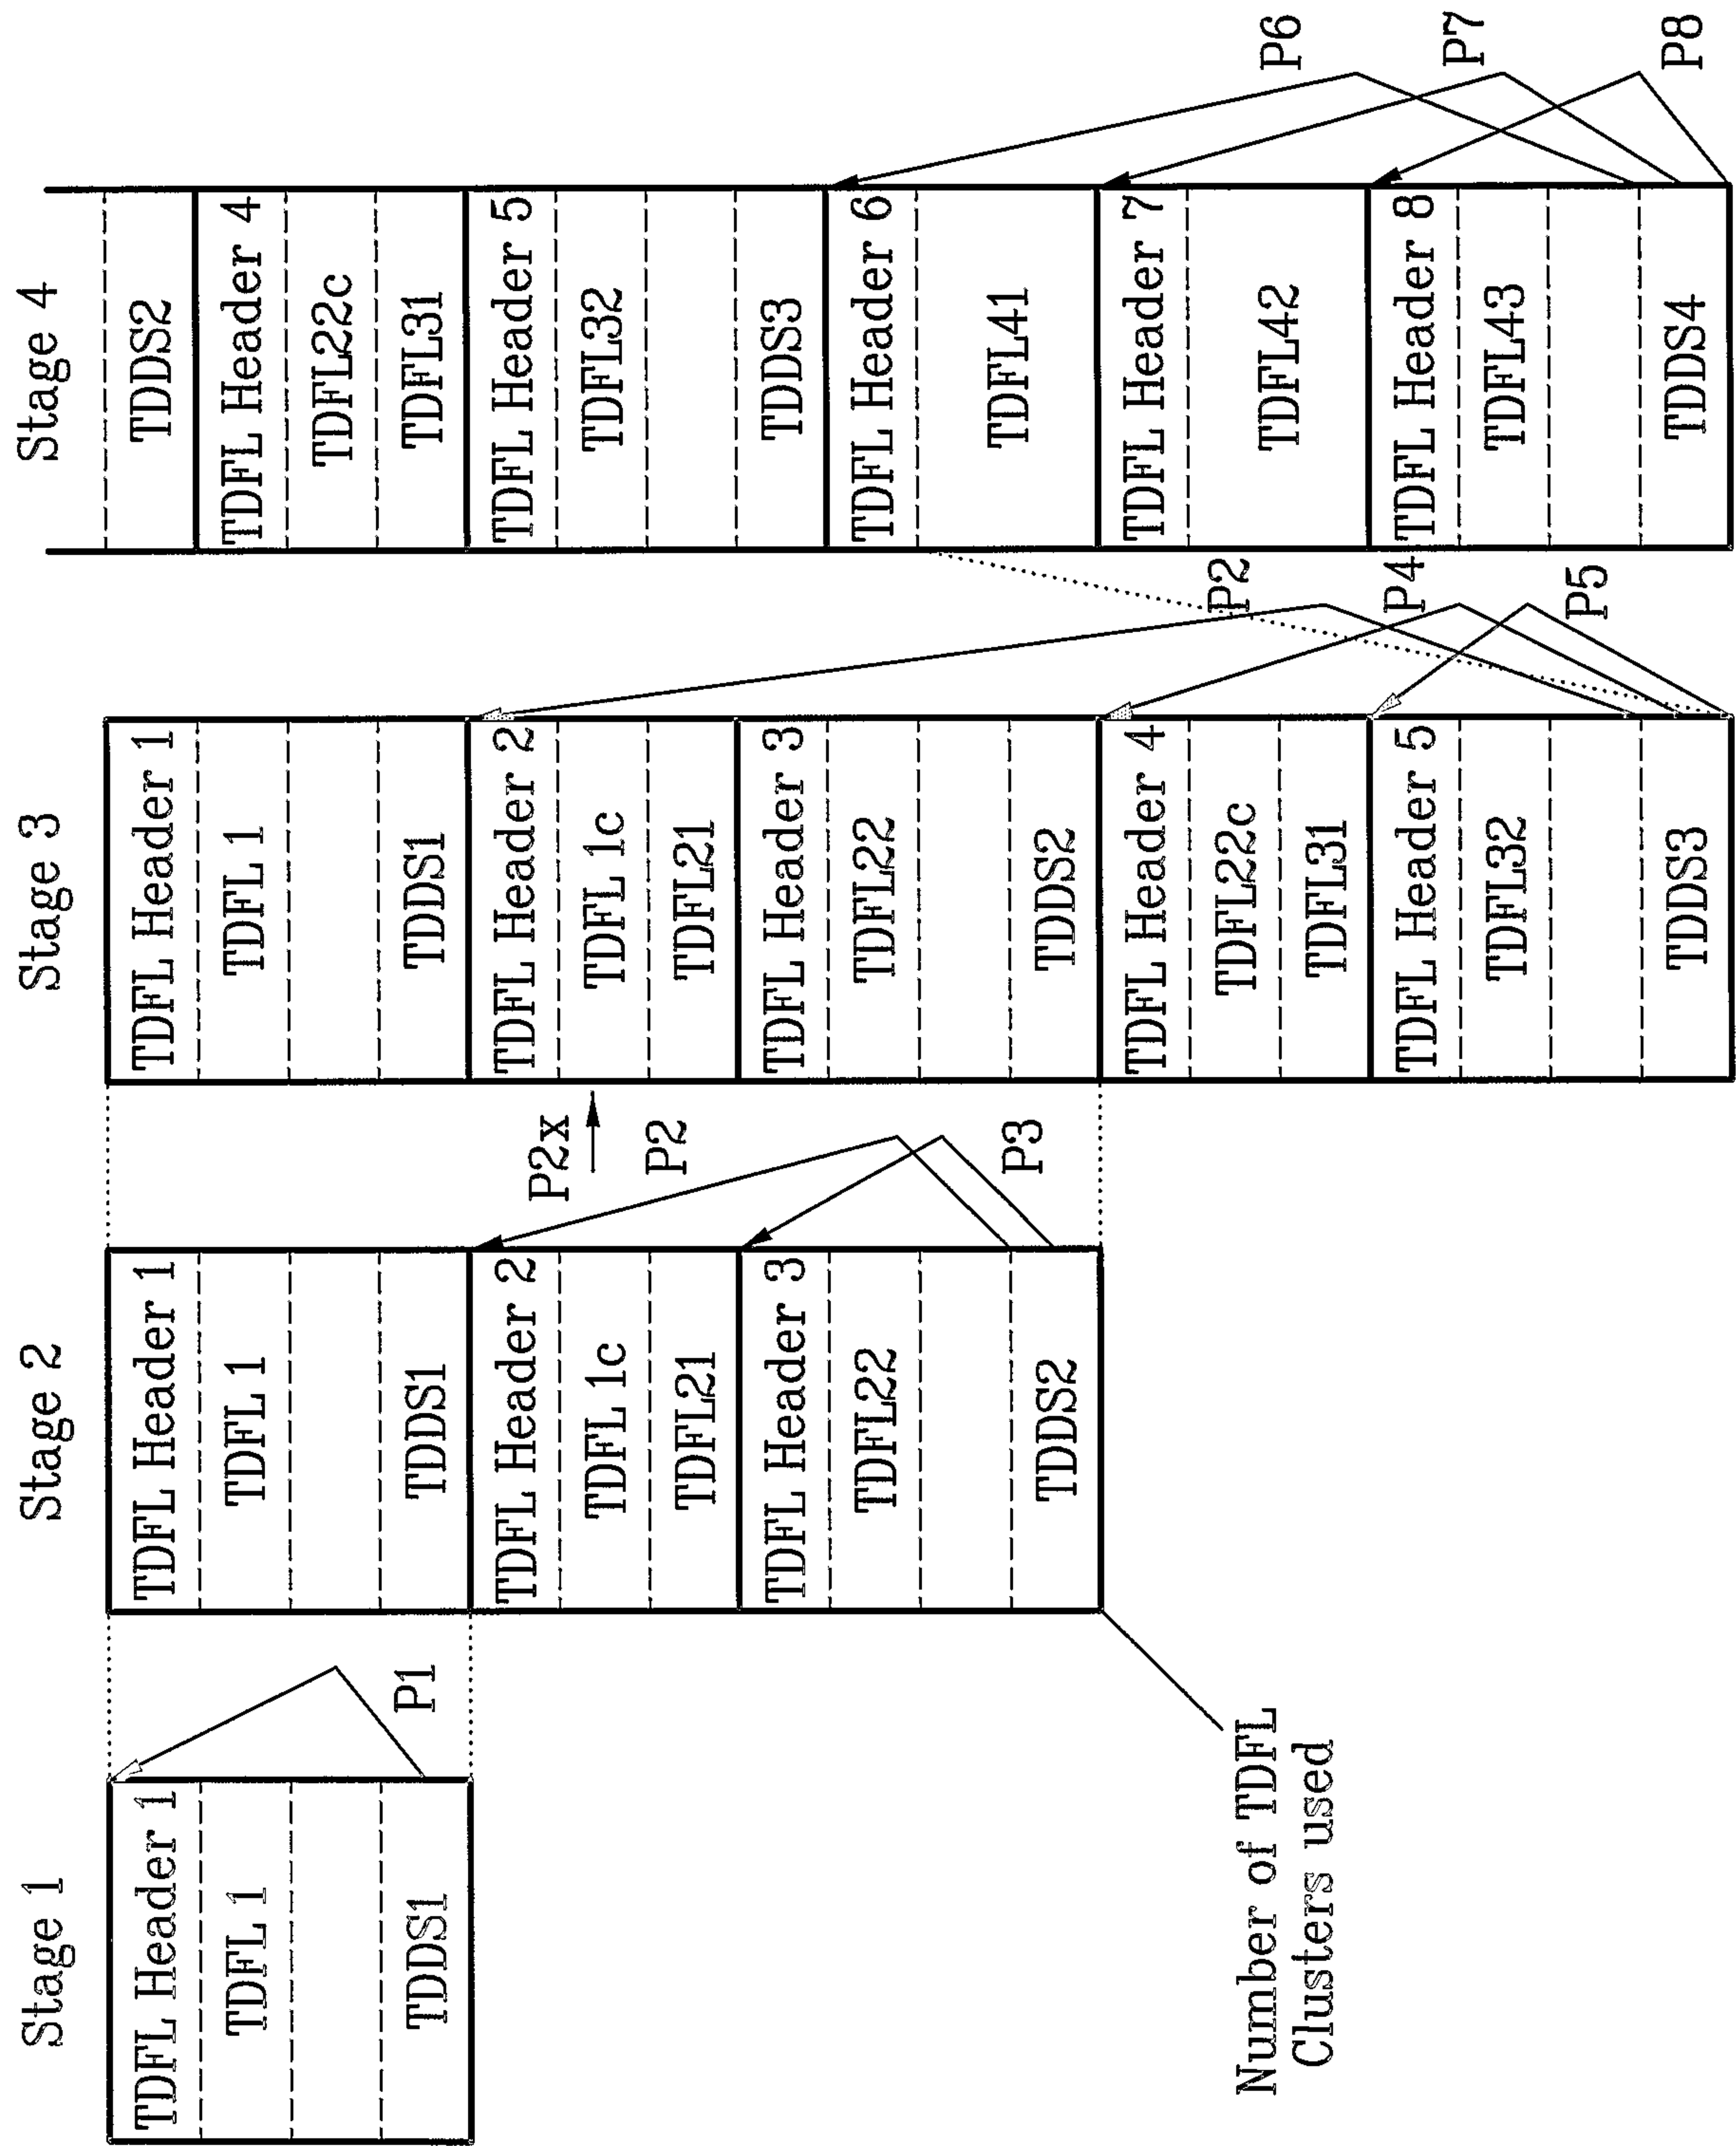 Stage 1
TDFL Header 1
TDFL 1
TDDS1
P1
Stage 2
TDFL Header 1
TDFL 1
TDDS1
TDFL Header 2
TDFL 1c
TDFL21
TDFL Header 3
TDFL22
TDDS2
P2x
P2
P3
Number of TDFL
Clusters used
Stage 3
TDFL Header 1
TDFL 1
TDDS1
TDFL Header 2
TDFL 1c
TDFL21
TDFL Header 3
TDFL22
TDDS2
TDFL Header 4
TDFL22c
TDFL31
TDFL Header 5
TDFL32
TDDS3
P2
P4
P5
Stage 4
TDDS2
TDFL Header 4
TDFL22c
TDFL31
TDFL Header 5
TDFL32
TDDS3
TDFL Header 6
TDFL41
TDFL Header 7
TDFL42
TDFL Header 8
TDFL43
TDDS4
P6
P7
P8